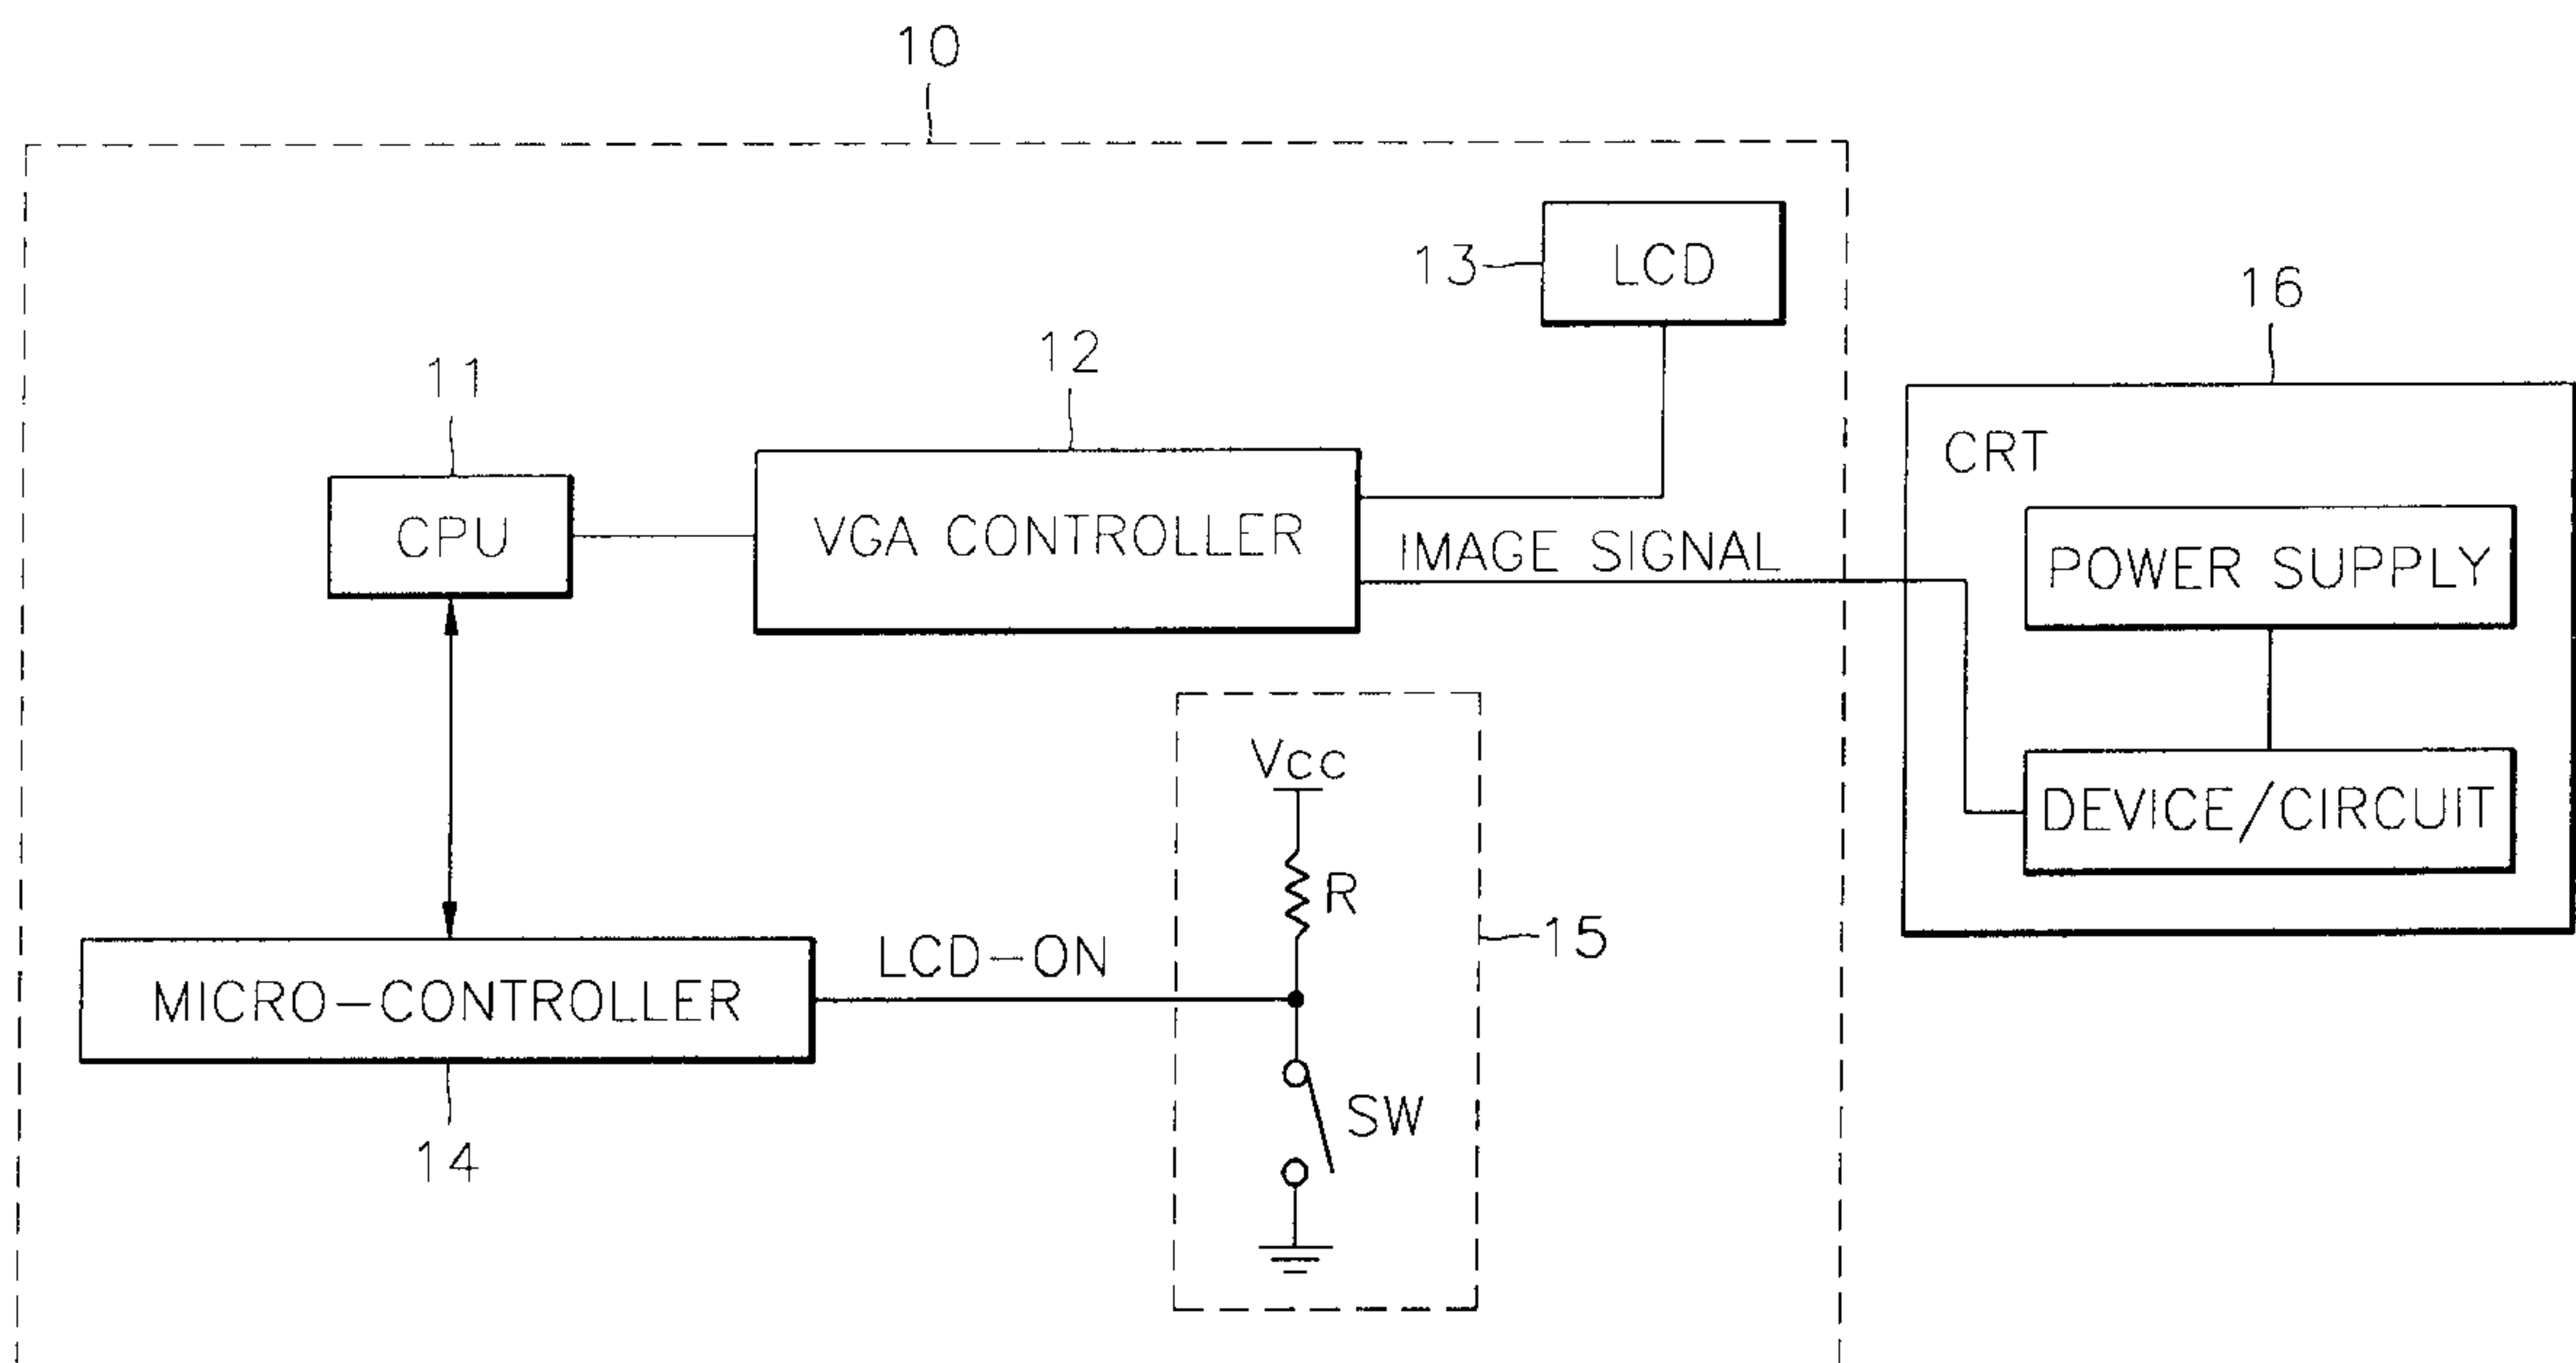 10
LCD
13
16
12
11
CRT
CPU
VGA CONTROLLER
IMAGE SIGNAL
POWER SUPPLY
Vcc
DEVICE/CIRCUIT
R
15
LCD-ON
MICRO-CONTROLLER
SW
14